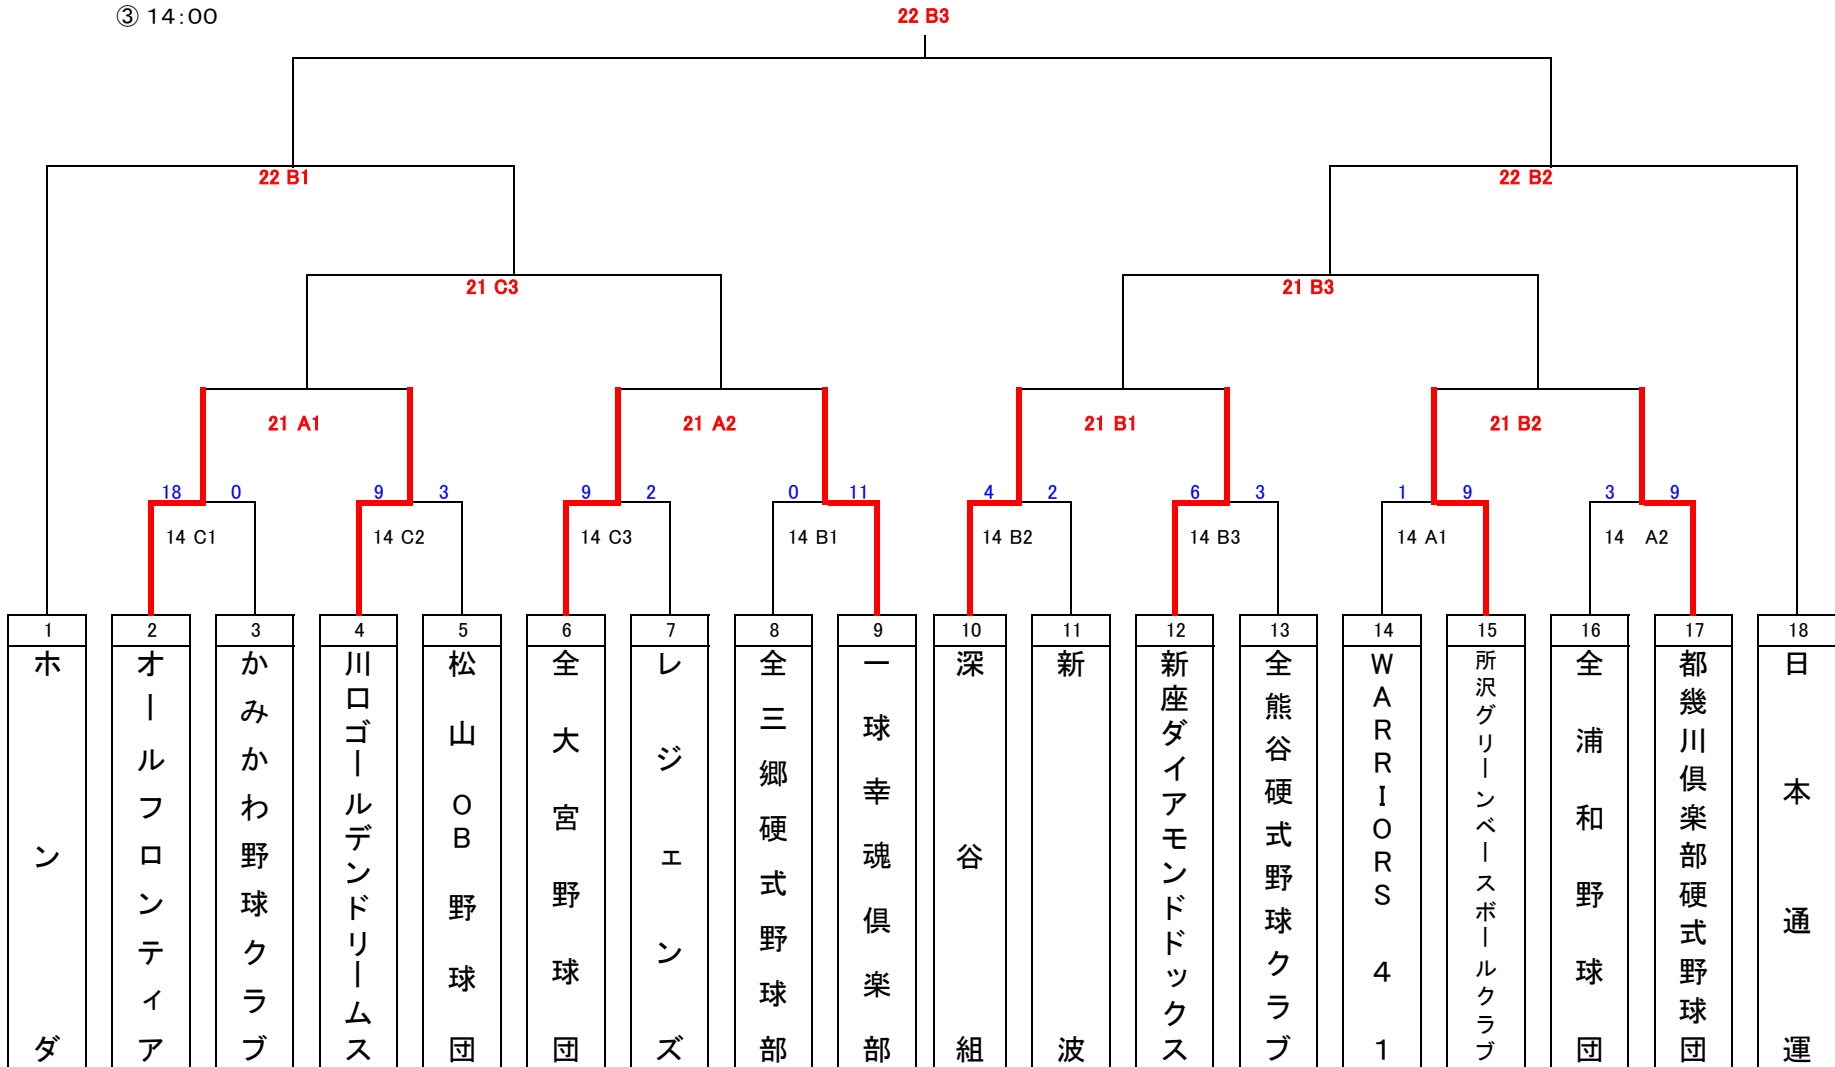 ③ 14:00
22 B3
22 B1
22 B2
21 C3
21 B3
21 A1
21 A2
21 B1
21 B2
18 0 9 3 9 2 0 11 4 2 6 3 1 9 3 9
14 C1
14 C2
14 C3
14 B1
14 B2
14 B3
14 A1
14 A2
1 2 3 4 5 6 7 8 9 10 11 12 13 14 15 16 17 18
ホンダ
オールフロンティア
かみかわ野球クラブ
川口ゴールデンドリームス
松山OB野球団
全大宮野球団
レジェンズ
全三郷硬式野球部
一球幸魂倶楽部
深谷組
新波
新座ダイアモンドドックス
全熊谷硬式野球クラブ
WARRIORS41
所沢グリーンベースボールクラブ
全浦和野球団
都幾川倶楽部硬式野球団
日本通運